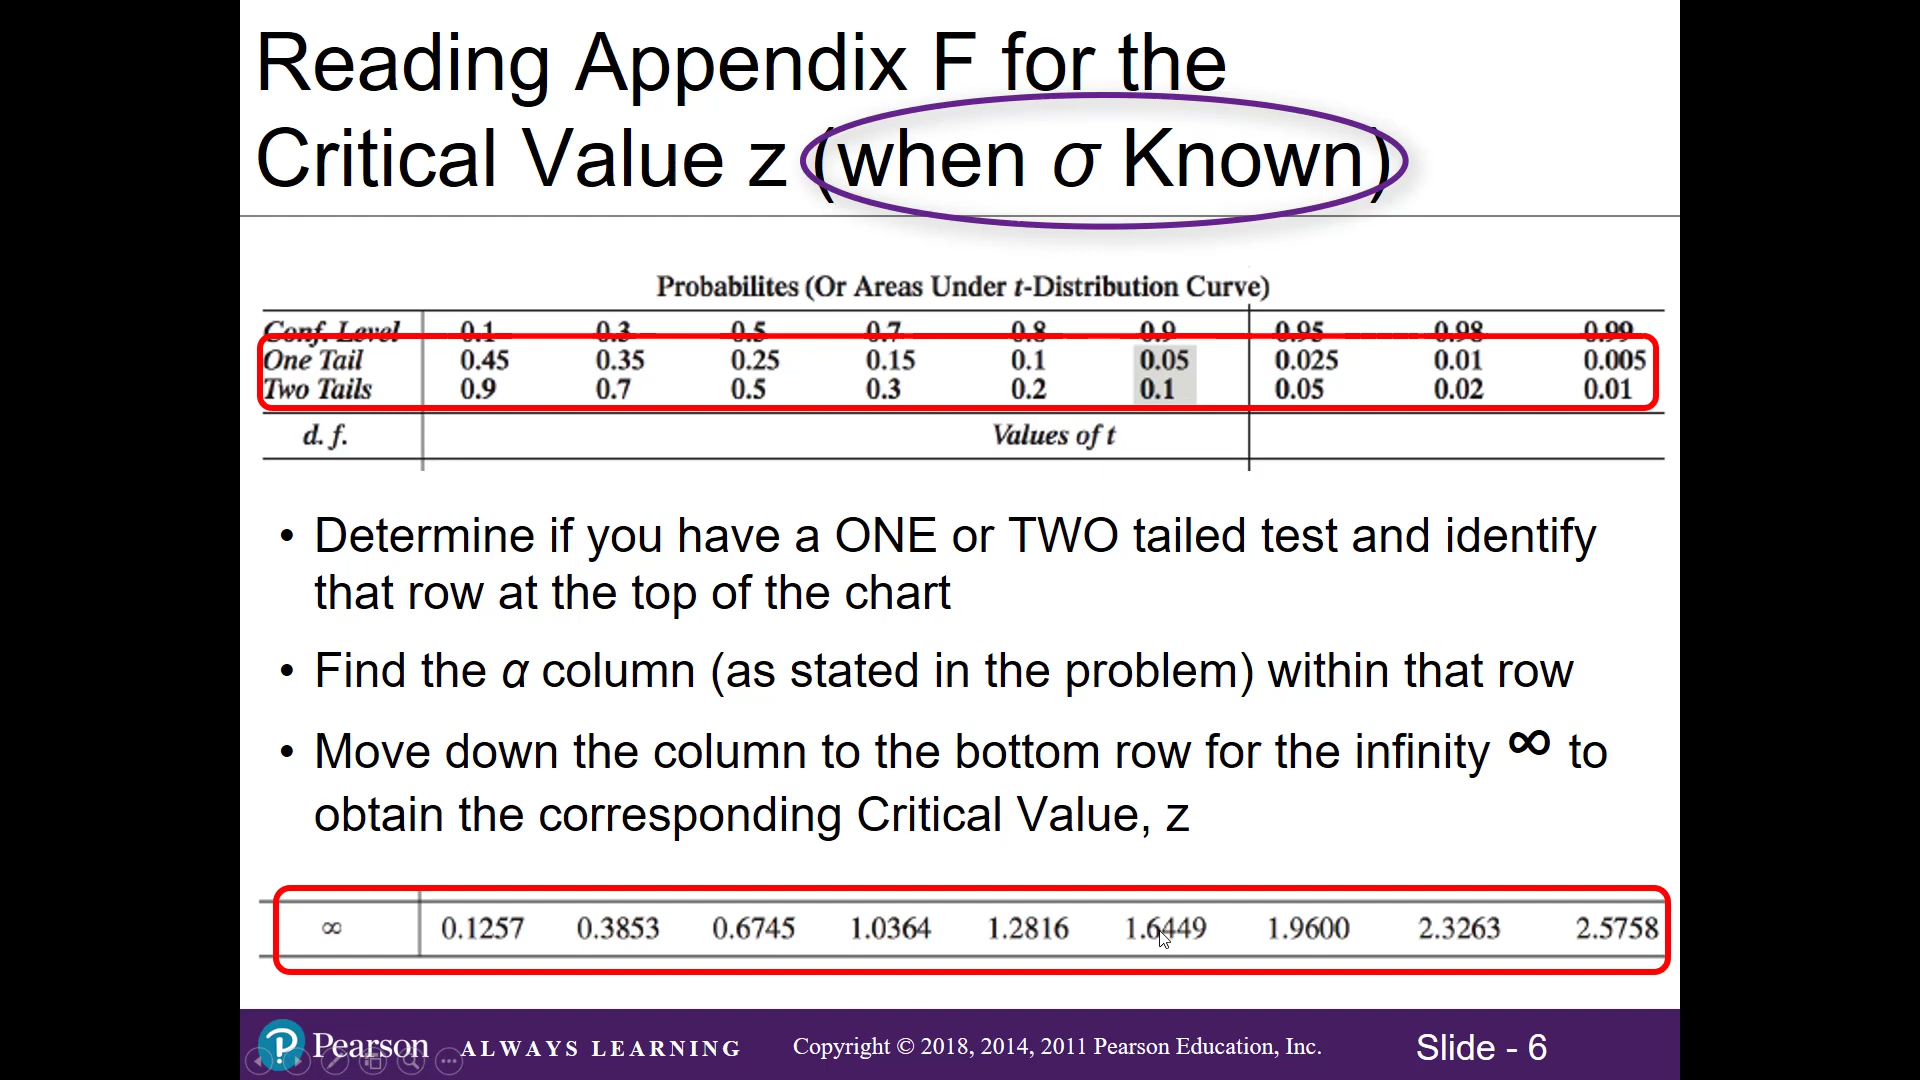 Reading Appendix F for the
Critical Value z (when σ Known)
Probabilites (Or Areas Under t-Distribution Curve)
Conf. Level 0.1 0.3 0.5 0.7 0.8 0.9 0.95 0.98 0.99
One Tail 0.45 0.35 0.25 0.15 0.1 0.05 0.025 0.01 0.005
Two Tails 0.9 0.7 0.5 0.3 0.2 0.1 0.05 0.02 0.01
d. f. Values of t
• Determine if you have a ONE or TWO tailed test and identify
that row at the top of the chart
• Find the α column (as stated in the problem) within that row
• Move down the column to the bottom row for the infinity ∞ to
obtain the corresponding Critical Value, z
∞ 0.1257 0.3853 0.6745 1.0364 1.2816 1.6449 1.9600 2.3263 2.5758
P Pearson ALWAYS LEARNING Copyright © 2018, 2014, 2011 Pearson Education, Inc. Slide - 6